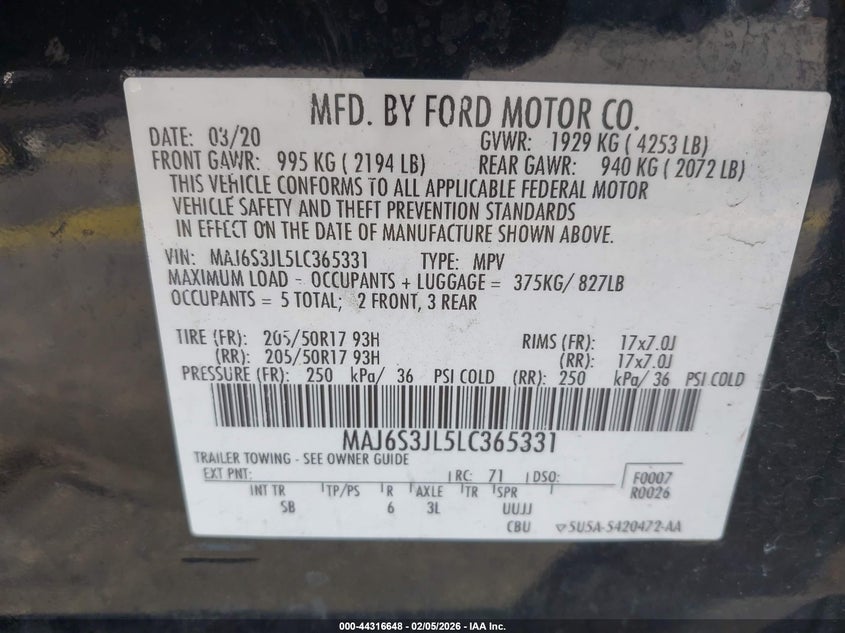 MFD. BY FORD MOTOR CO.
DATE: 03/20 GVWR: 1929 KG ( 4253 LB)
FRONT GAWR: 995 KG ( 2194 LB) REAR GAWR: 940 KG ( 2072 LB)
THIS VEHICLE CONFORMS TO ALL APPLICABLE FEDERAL MOTOR
VEHICLE SAFETY AND THEFT PREVENTION STANDARDS
IN EFFECT ON THE DATE OF MANUFACTURE SHOWN ABOVE.
VIN: MAJ6S3JL5LC365331 TYPE: MPV
MAXIMUM LOAD - OCCUPANTS + LUGGAGE = 375KG/ 827LB
OCCUPANTS = 5 TOTAL; 2 FRONT, 3 REAR
TIRE (FR): 205/50R17 93H RIMS (FR): 17x7.0J
(RR): 205/50R17 93H (RR): 17x7.0J
PRESSURE (FR): 250 kPa/ 36 PSI COLD (RR): 250 kPa/ 36 PSI COLD
MAJ6S3JL5LC365331
TRAILER TOWING - SEE OWNER GUIDE
EXT PNT: RC: 71 DSO: F0007
R0026
INT TR TP/PS R AXLE TR SPR
SB 6 3L UUJJ
CBU 5U5A-5420472-AA
000-44316648 - 02/05/2026 - IAA Inc.